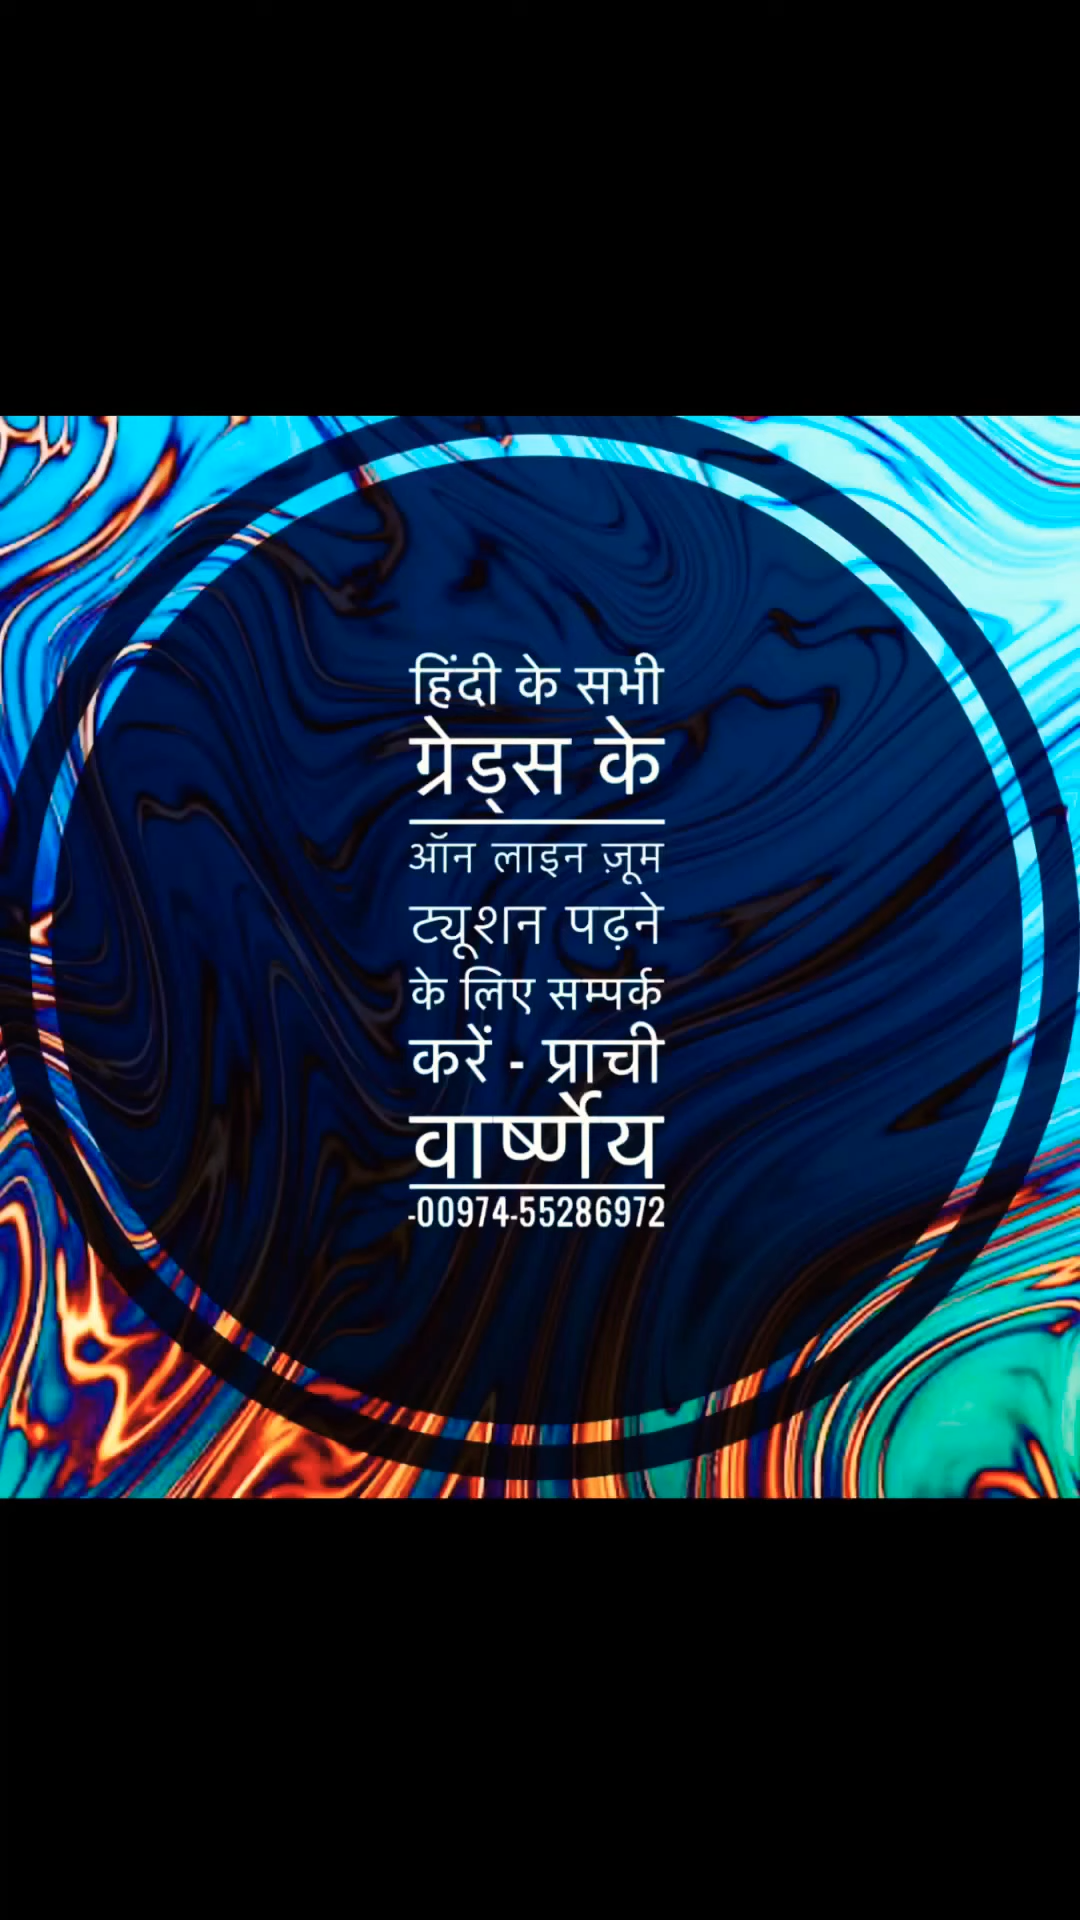 हिंदी के सभी
ग्रेड्स के
ऑन लाइन ज़ूम
ट्यूशन पढ़ने
के लिए सम्पर्क
करें - प्राची
वार्ष्णेय
-00974-55286972